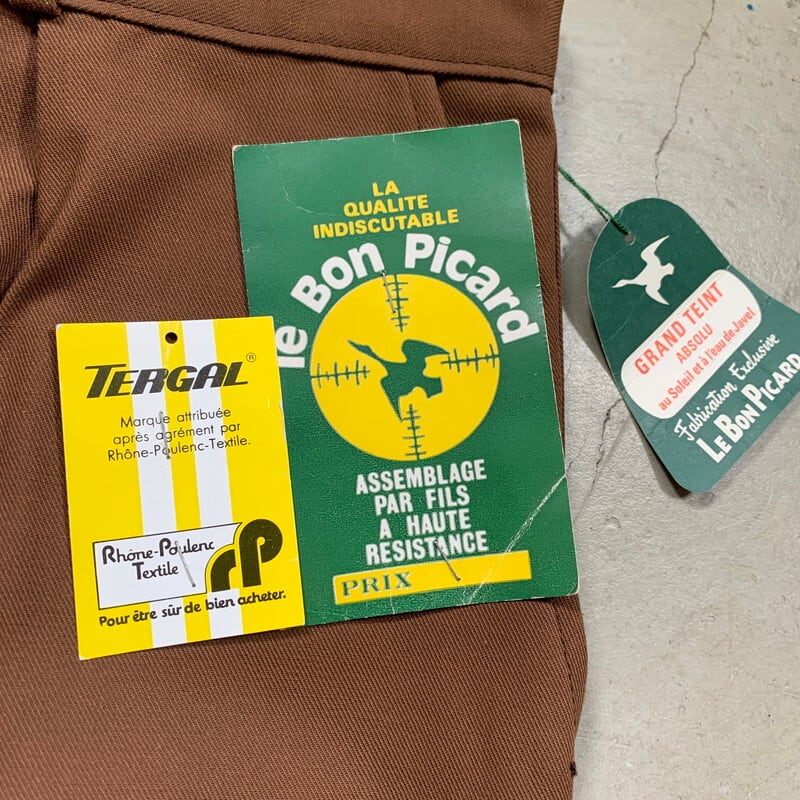 LA
QUALITE
INDISCUTABLE
le Bon Picard
ASSEMBLAGE
PAR FILS
A HAUTE
RESISTANCE
PRIX
TERGAL®
Marque attribuée
après agrément par
Rhône-Poulenc-Textile.
Rhône-Poulenc
Textile
rp
Pour être sûr de bien acheter.
GRAND TEINT
ABSOLU
au Soleil et à l'eau de Javel
Fabrication Exclusive
LE BON PICARD